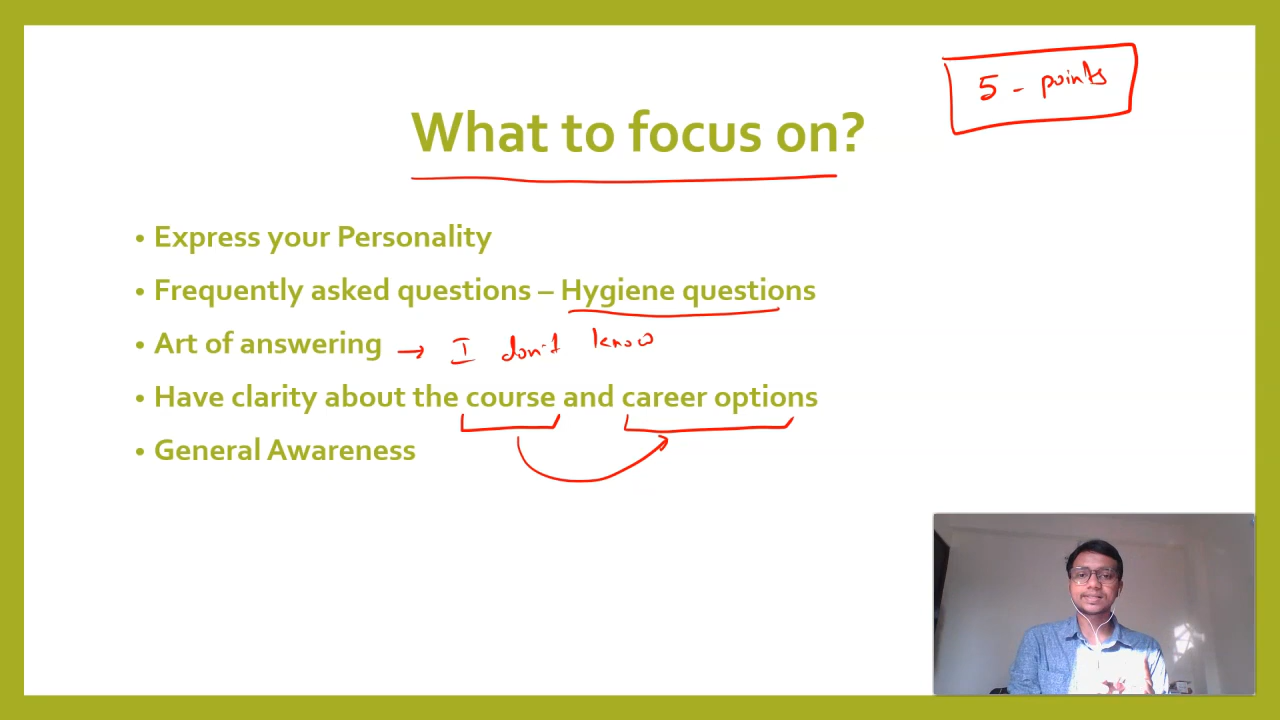 5 - points
What to focus on?
• Express your Personality
• Frequently asked questions – Hygiene questions
• Art of answering → I don't know
• Have clarity about the course and career options
• General Awareness